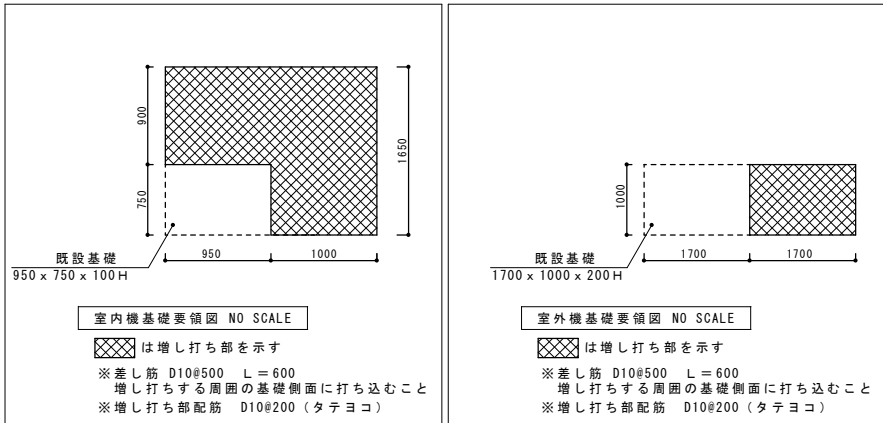 900
750
1650
950
1000
既設基礎
950ｘ750ｘ100H
室内機基礎要領図 NO SCALE
は増し打ち部を示す
※差し筋 D10@500 Ｌ＝600
増し打ちする周囲の基礎側面に打ち込むこと
※増し打ち部配筋 D10@200（タテヨコ）
1000
1700
1700
既設基礎
1700ｘ1000ｘ200H
室外機基礎要領図 NO SCALE
は増し打ち部を示す
※差し筋 D10@500 Ｌ＝600
増し打ちする周囲の基礎側面に打ち込むこと
※増し打ち部配筋 D10@200（タテヨコ）